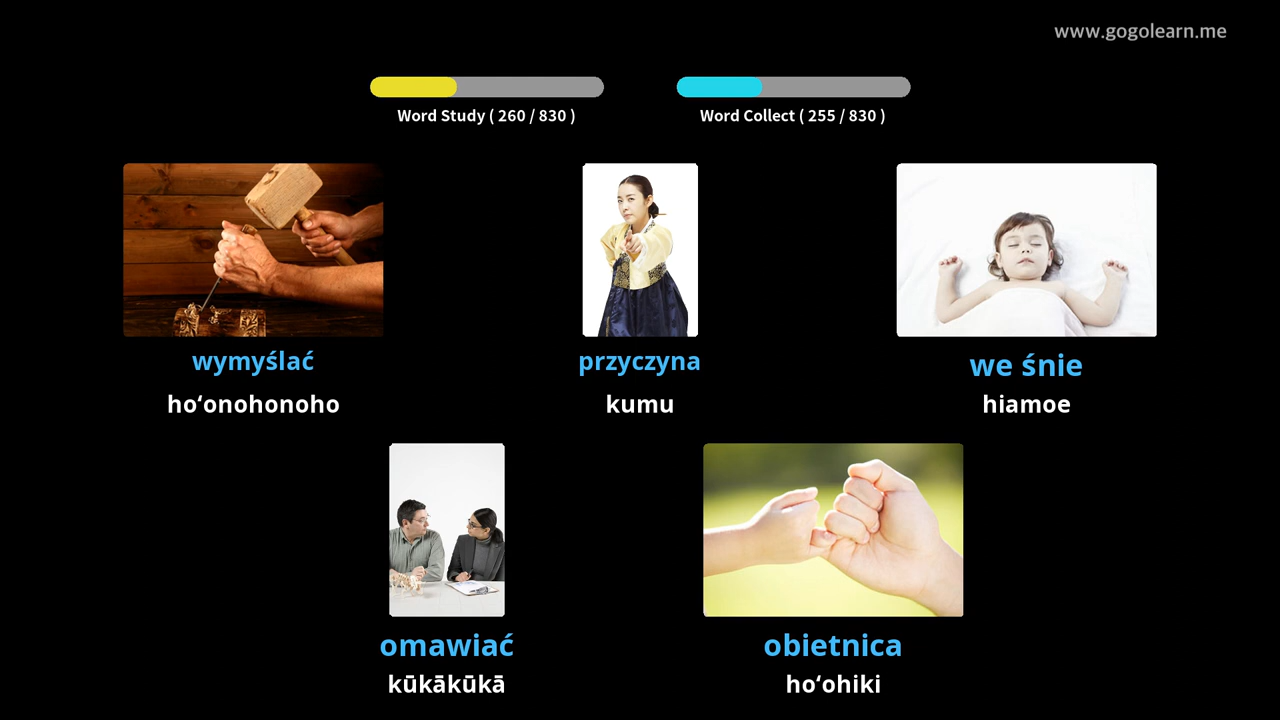 www.gogolearn.me
Word Study ( 260 / 830 )
Word Collect ( 255 / 830 )
wymyślać
przyczyna
we śnie
hoʻonohonoho
kumu
hiamoe
omawiać
obietnica
kūkākūkā
hoʻohiki